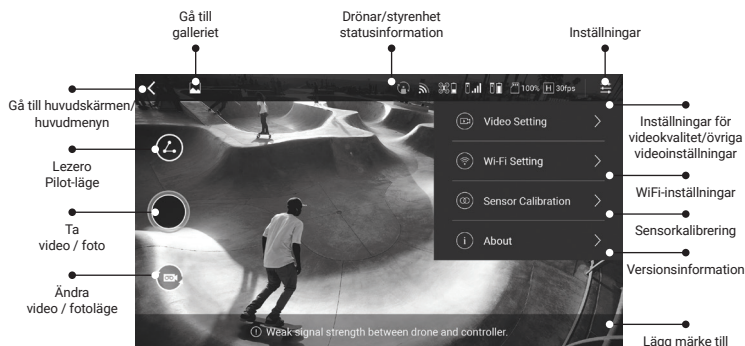 Gå till
galleriet
Drönar/styrenhet
statusinformation
Inställningar
100% H 30fps
Gå till huvudskärmen/
huvudmenyn
Lezero
Pilot-läge
Ta
video / foto
Ändra
video / fotoläge
Video Setting
Wi-Fi Setting
Sensor Calibration
About
Inställningar för
videokvalitet/övriga
videoinställningar
WiFi-inställningar
Sensorkalibrering
Versionsinformation
Weak signal strength between drone and controller.
Lägg märke till